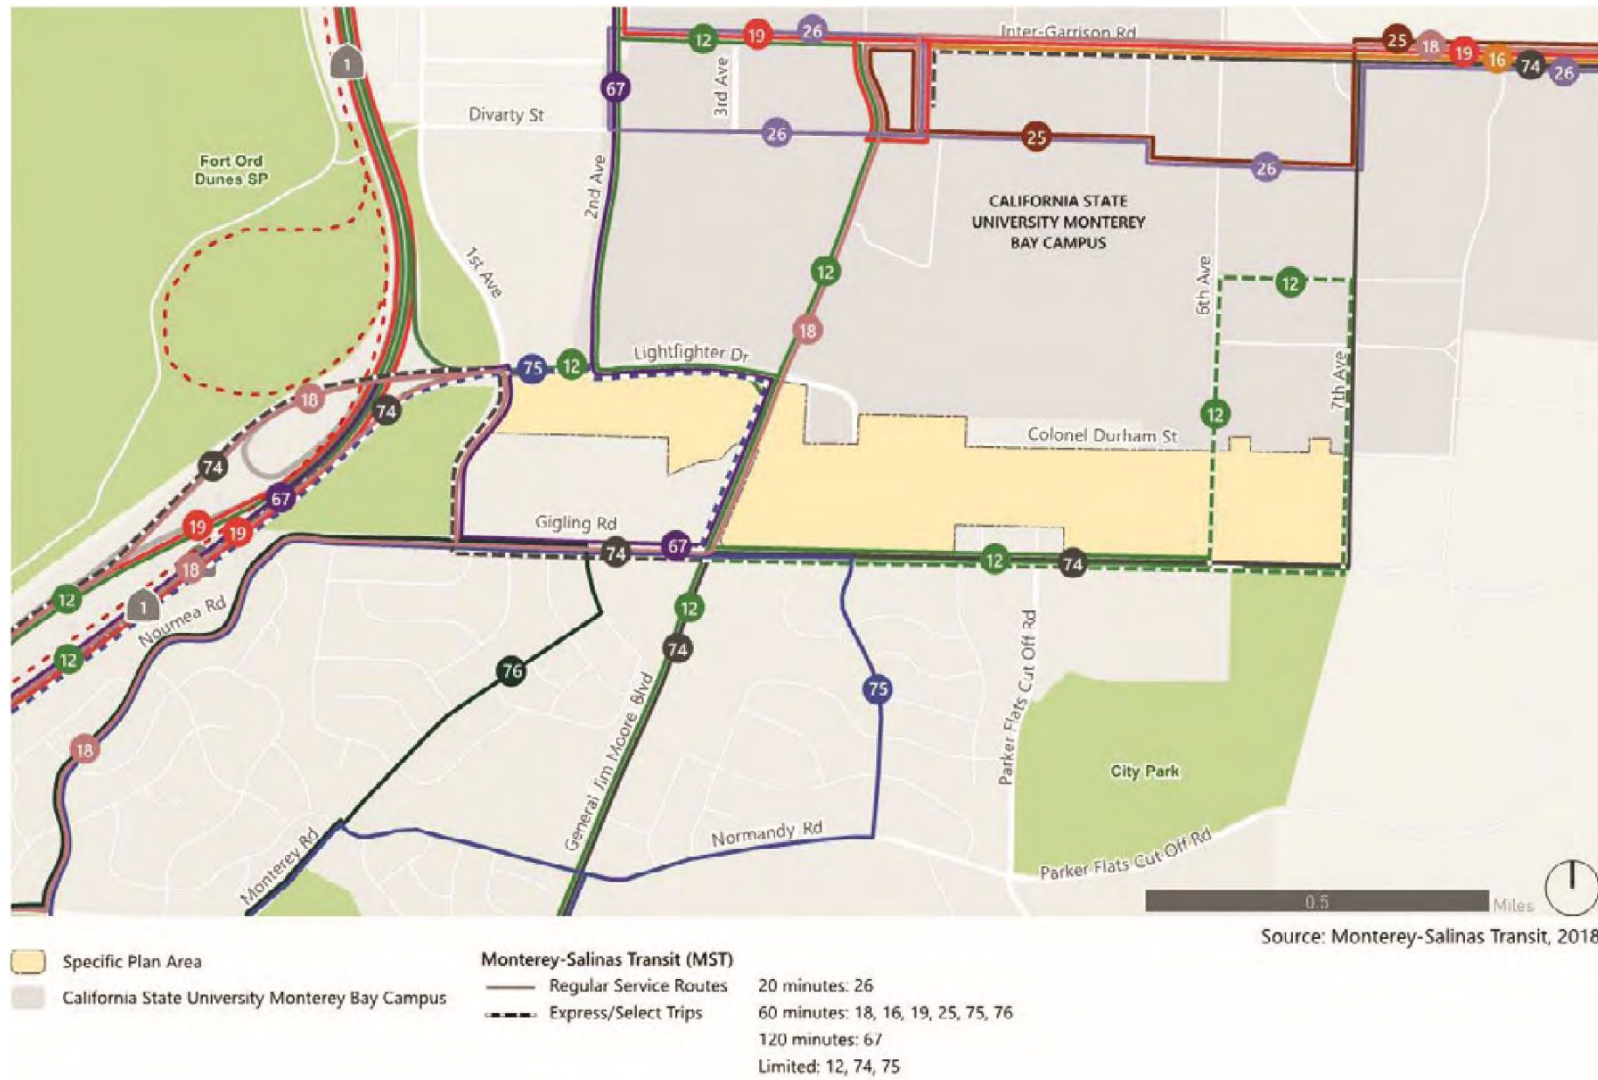 12
19
26
Inter-Garrison Rd
25
18
19
16
74
26
1
67
3rd Ave
Divarty St
26
25
26
Fort Ord
Dunes SP
2nd Ave
CALIFORNIA STATE
UNIVERSITY MONTEREY
BAY CAMPUS
1st Ave
12
6th Ave
12
18
Lightfighter Dr
75
12
7th Ave
18
74
12
Colonel Durham St
74
67
19
19
Gigling Rd
67
74
12
74
18
12
1
Noumea Rd
12
12
74
76
75
General Jim Moore Blvd
Parker Flats Cut Off Rd
18
City Park
Monterey Rd
Normandy Rd
Parker Flats Cut Off Rd
0.5
Miles
Source: Monterey-Salinas Transit, 2018
Specific Plan Area
California State University Monterey Bay Campus
Monterey-Salinas Transit (MST)
Regular Service Routes
Express/Select Trips
20 minutes: 26
60 minutes: 18, 16, 19, 25, 75, 76
120 minutes: 67
Limited: 12, 74, 75